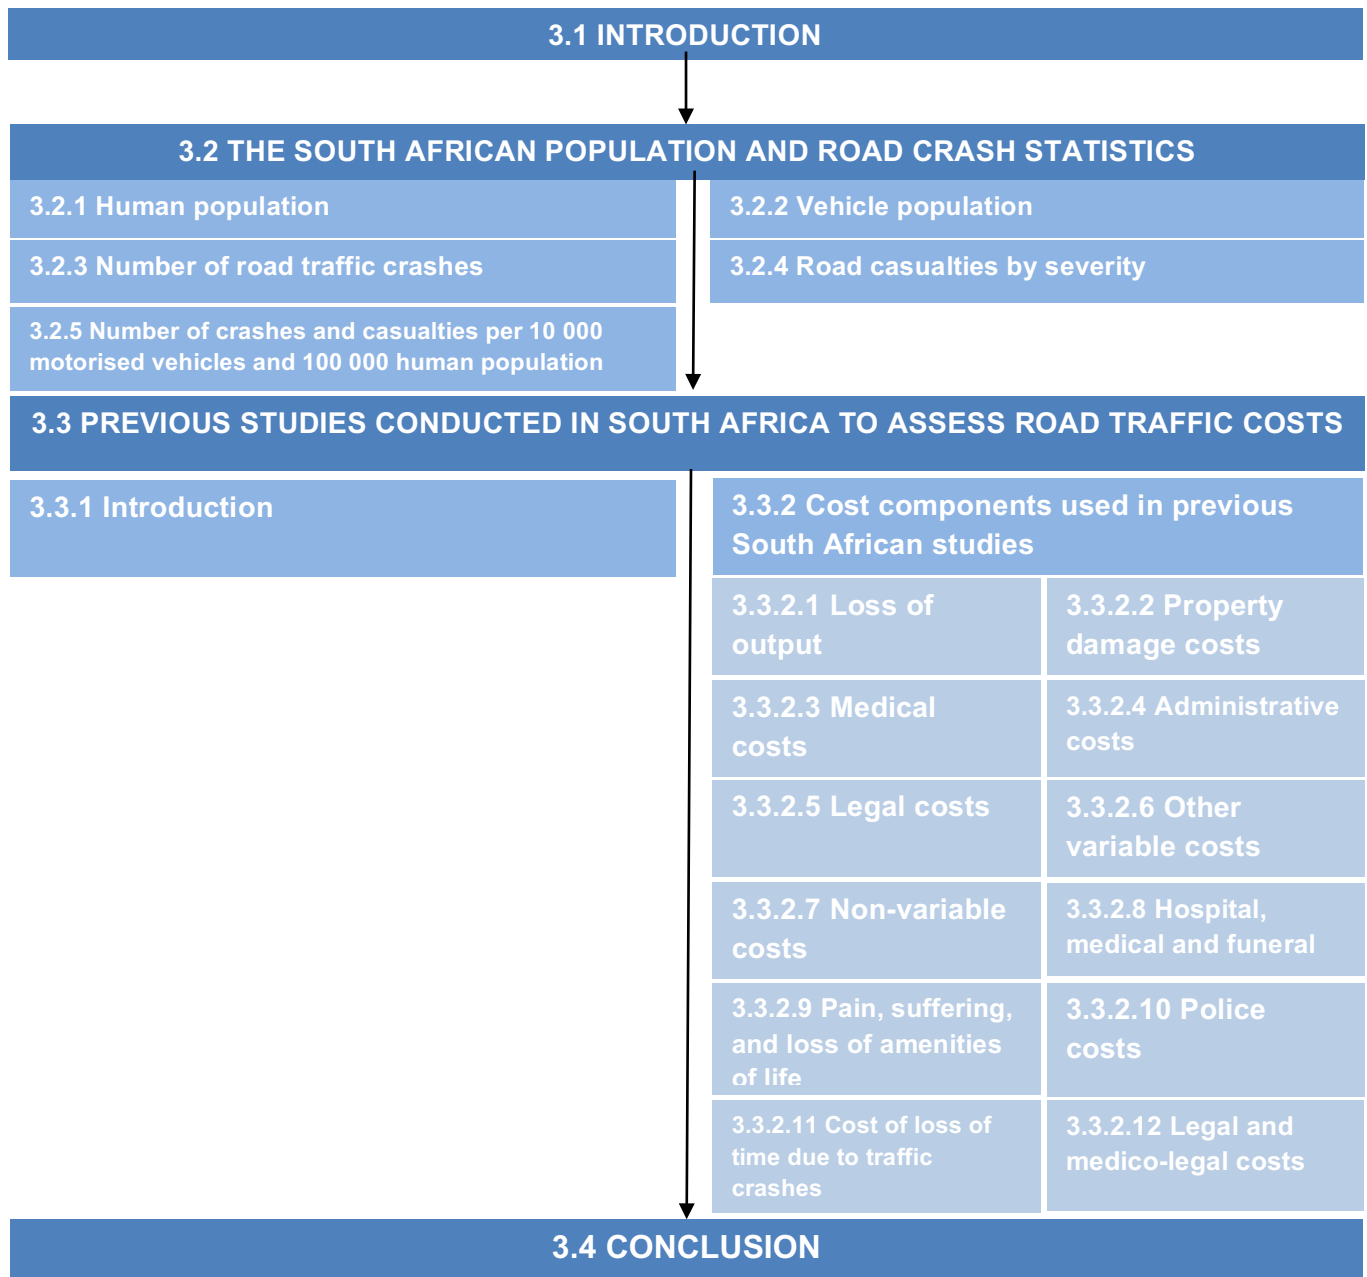 3.1 INTRODUCTION
3.2 THE SOUTH AFRICAN POPULATION AND ROAD CRASH STATISTICS
3.2.1 Human population
3.2.2 Vehicle population
3.2.3 Number of road traffic crashes
3.2.4 Road casualties by severity
3.2.5 Number of crashes and casualties per 10 000
motorised vehicles and 100 000 human population
3.3 PREVIOUS STUDIES CONDUCTED IN SOUTH AFRICA TO ASSESS ROAD TRAFFIC COSTS
3.3.1 Introduction
3.3.2 Cost components used in previous
South African studies
3.3.2.1 Loss of
output
3.3.2.2 Property
damage costs
3.3.2.3 Medical
costs
3.3.2.4 Administrative
costs
3.3.2.5 Legal costs
3.3.2.6 Other
variable costs
3.3.2.7 Non-variable
costs
3.3.2.8 Hospital,
medical and funeral
3.3.2.9 Pain, suffering,
and loss of amenities
of life
3.3.2.10 Police
costs
3.3.2.11 Cost of loss of
time due to traffic
crashes
3.3.2.12 Legal and
medico-legal costs
3.4 CONCLUSION